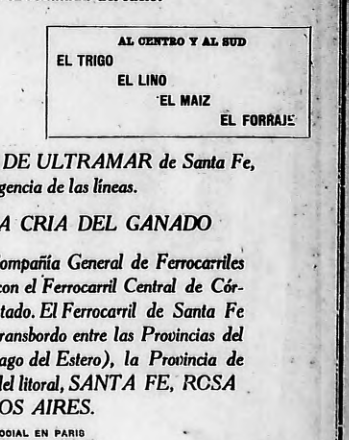 AL CENTRO Y AL SUD
EL TRIGO
EL LINO
EL MAIZ
EL FORRAJE
DE ULTRAMAR de Santa Fe,
gencia de las líneas.
A CRIA DEL GANADO
ompañía General de Ferrocarriles
con el Ferrocarril Central de Cór-
tado. El Ferrocarril de Santa Fe
ransbordo entre las Provincias del
ago del Estero), la Provincia de
del litoral, SANTA FE, ROSA
OS AIRES.
OCIAL EN PARIS